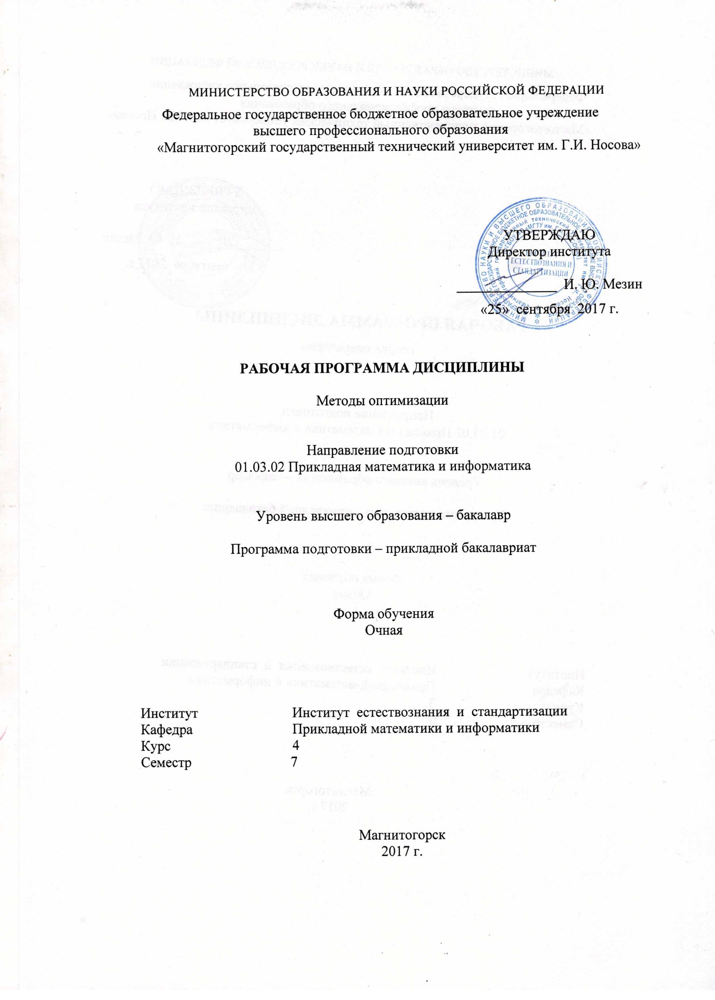 МИНИСТЕРСТВО ОБРАЗОВАНИЯ И НАУКИ РОССИЙСКОЙ ФЕДЕРАЦИИ
Федеральное государственное бюджетное образовательное учреждение
высшего профессионального образования
«Магнитогорский государственный технический университет им. Г.И. Носова»
УТВЕРЖДАЮ
Директор института
ЕСТЕСТВОЗНАНИЯ И
СТАНДАРТИЗАЦИИ
И. Ю. Мезин
«25» сентября 2017 г.
РАБОЧАЯ ПРОГРАММА ДИСЦИПЛИНЫ
Методы оптимизации
Направление подготовки
01.03.02 Прикладная математика и информатика
Уровень высшего образования – бакалавр
Программа подготовки – прикладной бакалавриат
Форма обучения
Очная
Институт Институт естествознания и стандартизации
Кафедра Прикладной математики и информатики
Курс 4
Семестр 7
Магнитогорск
2017 г.